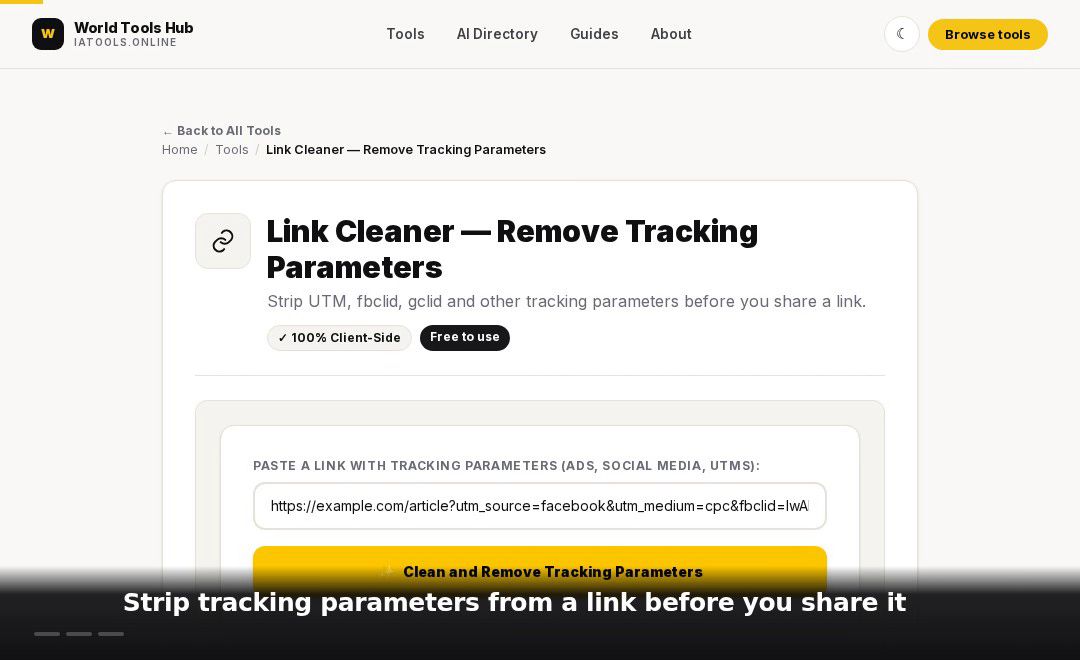 W
World Tools Hub
IATOOLS.ONLINE
Tools
AI Directory
Guides
About
☾
Browse tools
← Back to All Tools
Home / Tools / Link Cleaner — Remove Tracking Parameters
Link Cleaner — Remove Tracking
Parameters
Strip UTM, fbclid, gclid and other tracking parameters before you share a link.
✓ 100% Client-Side
Free to use
PASTE A LINK WITH TRACKING PARAMETERS (ADS, SOCIAL MEDIA, UTMS):
https://example.com/article?utm_source=facebook&utm_medium=cpc&fbclid=IwA
✨ Clean and Remove Tracking Parameters
Strip tracking parameters from a link before you share it